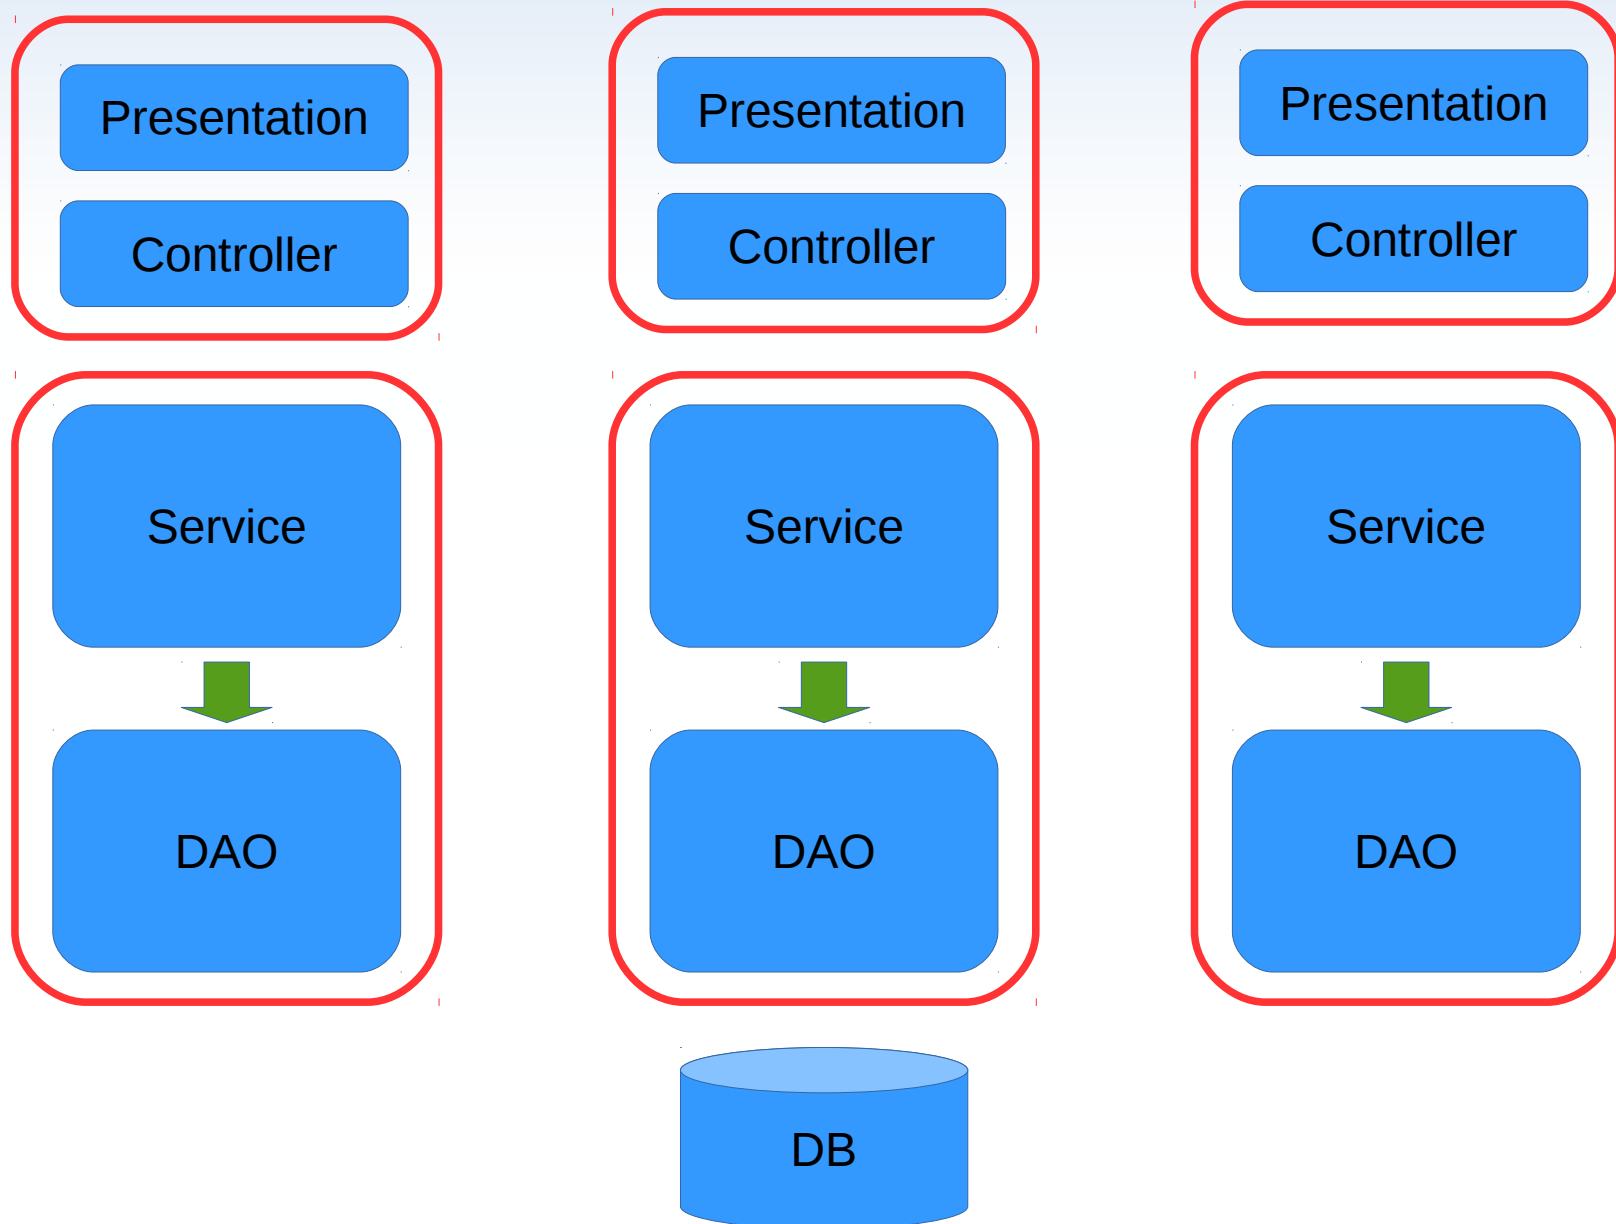 Presentation
Presentation
Presentation
Controller
Controller
Controller
Service
Service
Service
DAO
DAO
DAO
DB